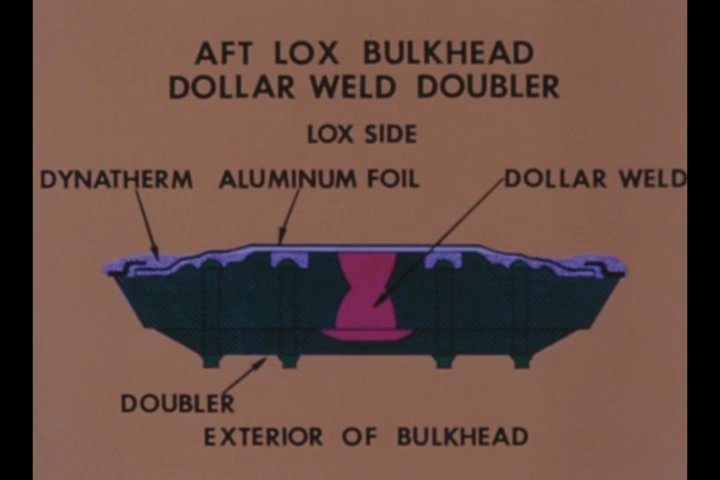 AFT LOX BULKHEAD
DOLLAR WELD DOUBLER
LOX SIDE
DYNATHERM ALUMINUM FOIL DOLLAR WELD
DOUBLER
EXTERIOR OF BULKHEAD